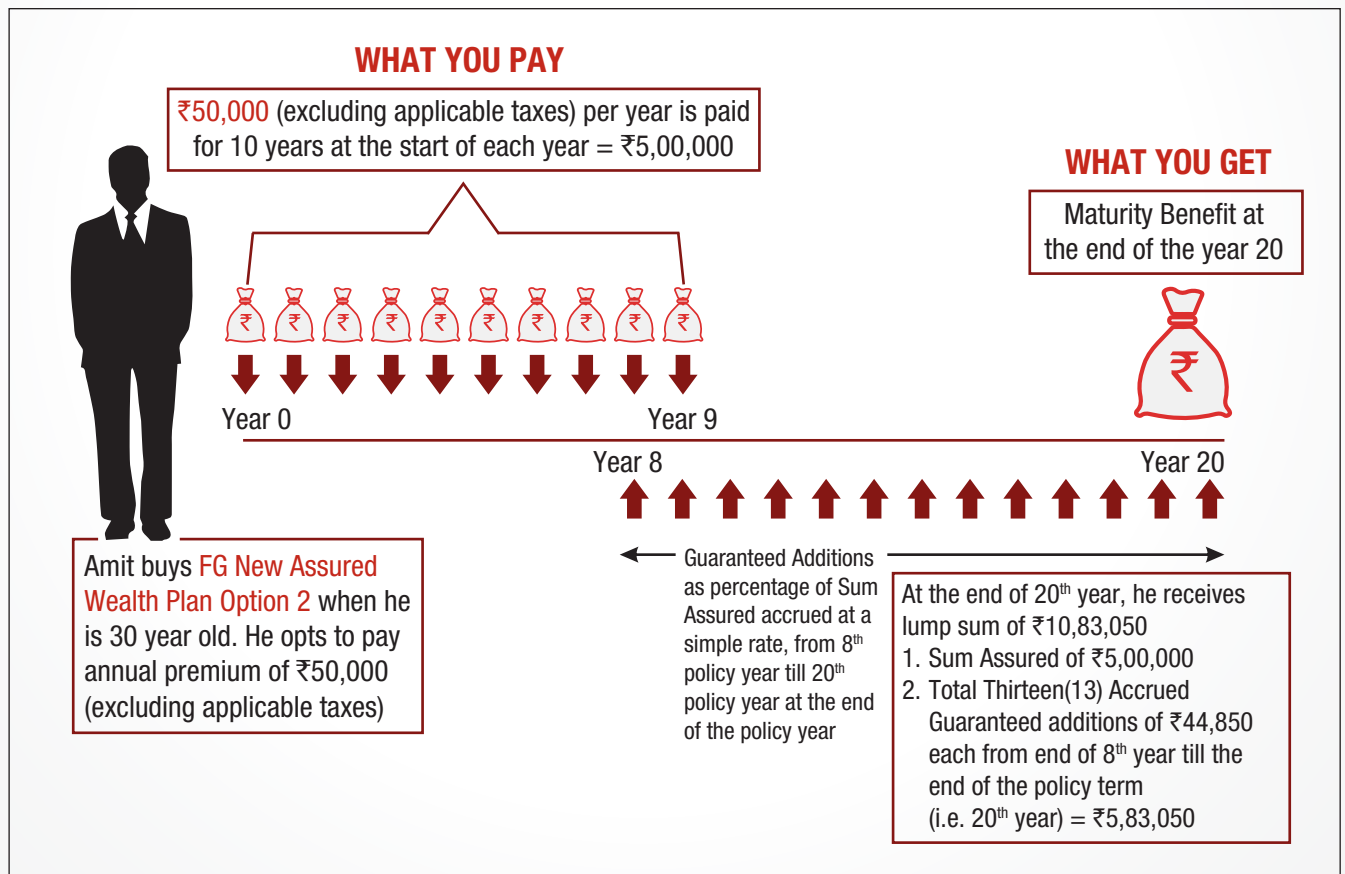 WHAT YOU PAY
₹50,000 (excluding applicable taxes) per year is paid
for 10 years at the start of each year = ₹5,00,000
WHAT YOU GET
Maturity Benefit at
the end of the year 20
₹
₹ ₹ ₹ ₹ ₹ ₹ ₹ ₹ ₹ ₹
Year 0
Year 9
Year 8
Year 20
Amit buys FG New Assured
Wealth Plan Option 2 when he
is 30 year old. He opts to pay
annual premium of ₹50,000
(excluding applicable taxes)
Guaranteed Additions
as percentage of Sum
Assured accrued at a
simple rate, from 8th
policy year till 20th
policy year at the end
of the policy year
At the end of 20th year, he receives
lump sum of ₹10,83,050
1. Sum Assured of ₹5,00,000
2. Total Thirteen(13) Accrued
Guaranteed additions of ₹44,850
each from end of 8th year till the
end of the policy term
(i.e. 20th year) = ₹5,83,050